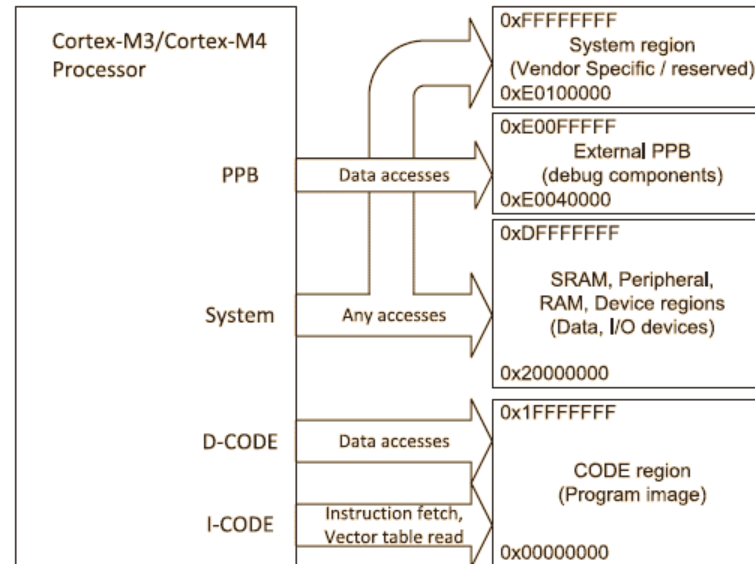 Cortex-M3/Cortex-M4
Processor
PPB
System
D-CODE
I-CODE
Data accesses
Any accesses
Data accesses
Instruction fetch,
Vector table read
0xFFFFFFFF
System region
(Vendor Specific / reserved)
0xE0100000
0xE00FFFFF
External PPB
(debug components)
0xE0040000
0xDFFFFFFF
SRAM, Peripheral,
RAM, Device regions
(Data, I/O devices)
0x20000000
0x1FFFFFFF
CODE region
(Program image)
0x00000000